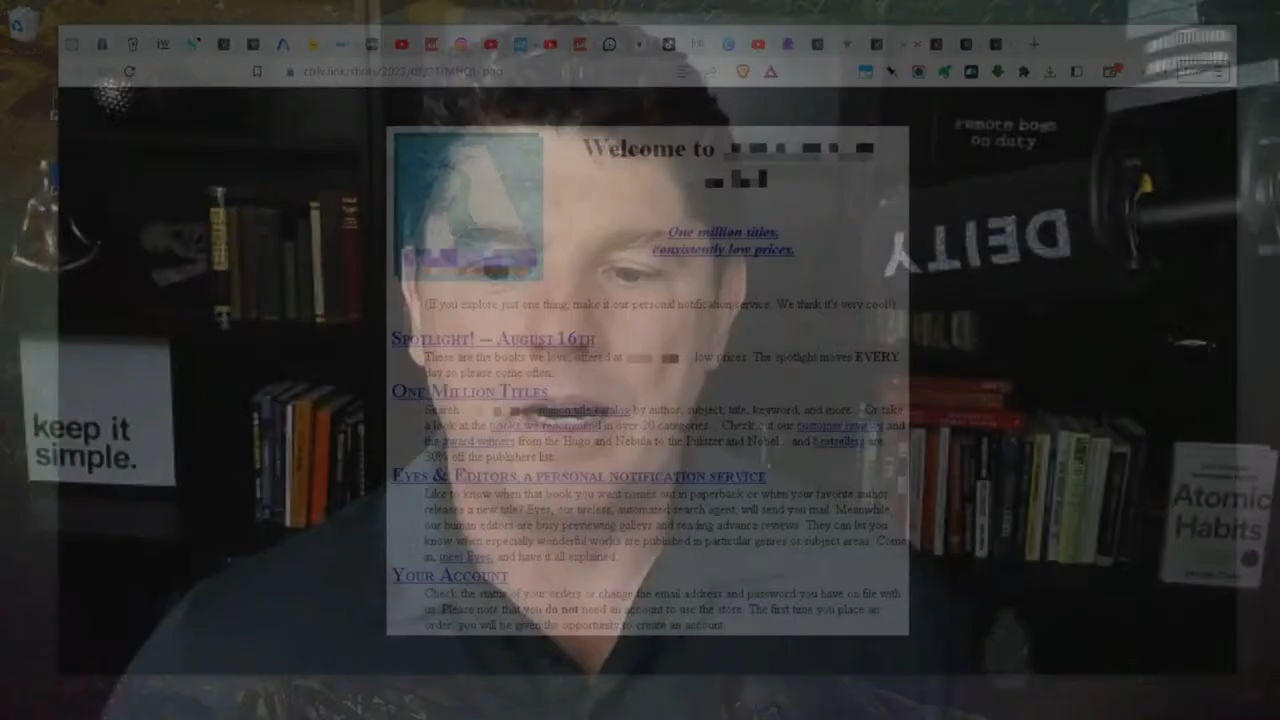 remote boss
on duty
Welcome to
DEITY
One million titles,
consistently low prices.
(If you explore just one thing, make it our personal notification service. We think it's very cool!)
SPOTLIGHT! -- AUGUST 16TH
These are the books we love, offered at low prices. The spotlight moves EVERY
day so please come often.
ONE MILLION TITLES
Search million title catalog by author, subject, title, keyword, and more... Or take
a look at the books we recommend in over 20 categories... Check out our customer reviews and
the award winners from the Hugo and Nebula to the Pulitzer and Nobel... and bestsellers are
30% off the publishers list.
keep it
simple.
EYES & EDITORS, A PERSONAL NOTIFICATION SERVICE
Like to know when that book you want comes out in paperback or when your favorite author
releases a new title? Eyes, our tireless, automated search agent, will send you mail. Meanwhile,
our human editors are busy previewing galleys and reading advance reviews. They can let you
know when especially wonderful works are published in particular genres or subject areas. Come
in, meet Eyes, and have it all explained.
Atomic
Habits
YOUR ACCOUNT
Check the status of your orders or change the email address and password you have on file with
us. Please note that you do not need an account to use the store. The first time you place an
order, you will be given the opportunity to create an account.